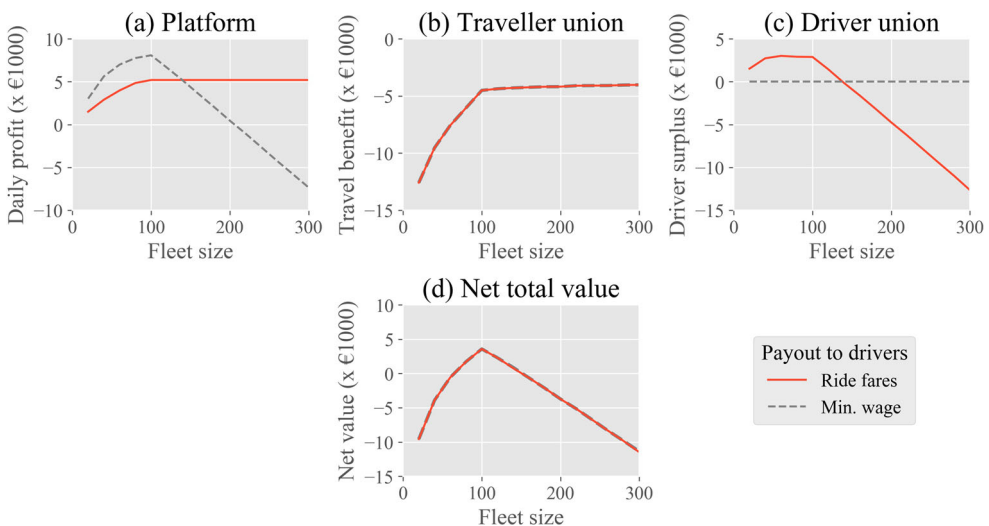 (a) Platform
Daily profit (x €1000)
10
5
0
−5
−10
0
100
200
300
Fleet size
(b) Traveller union
Travel benefit (x €1000)
0
−5
−10
−15
0
100
200
300
Fleet size
(c) Driver union
Driver surplus (x €1000)
5
0
−5
−10
−15
0
100
200
300
Fleet size
(d) Net total value
Net value (x €1000)
10
5
0
−5
−10
−15
0
100
200
300
Fleet size
Payout to drivers
Ride fares
Min. wage